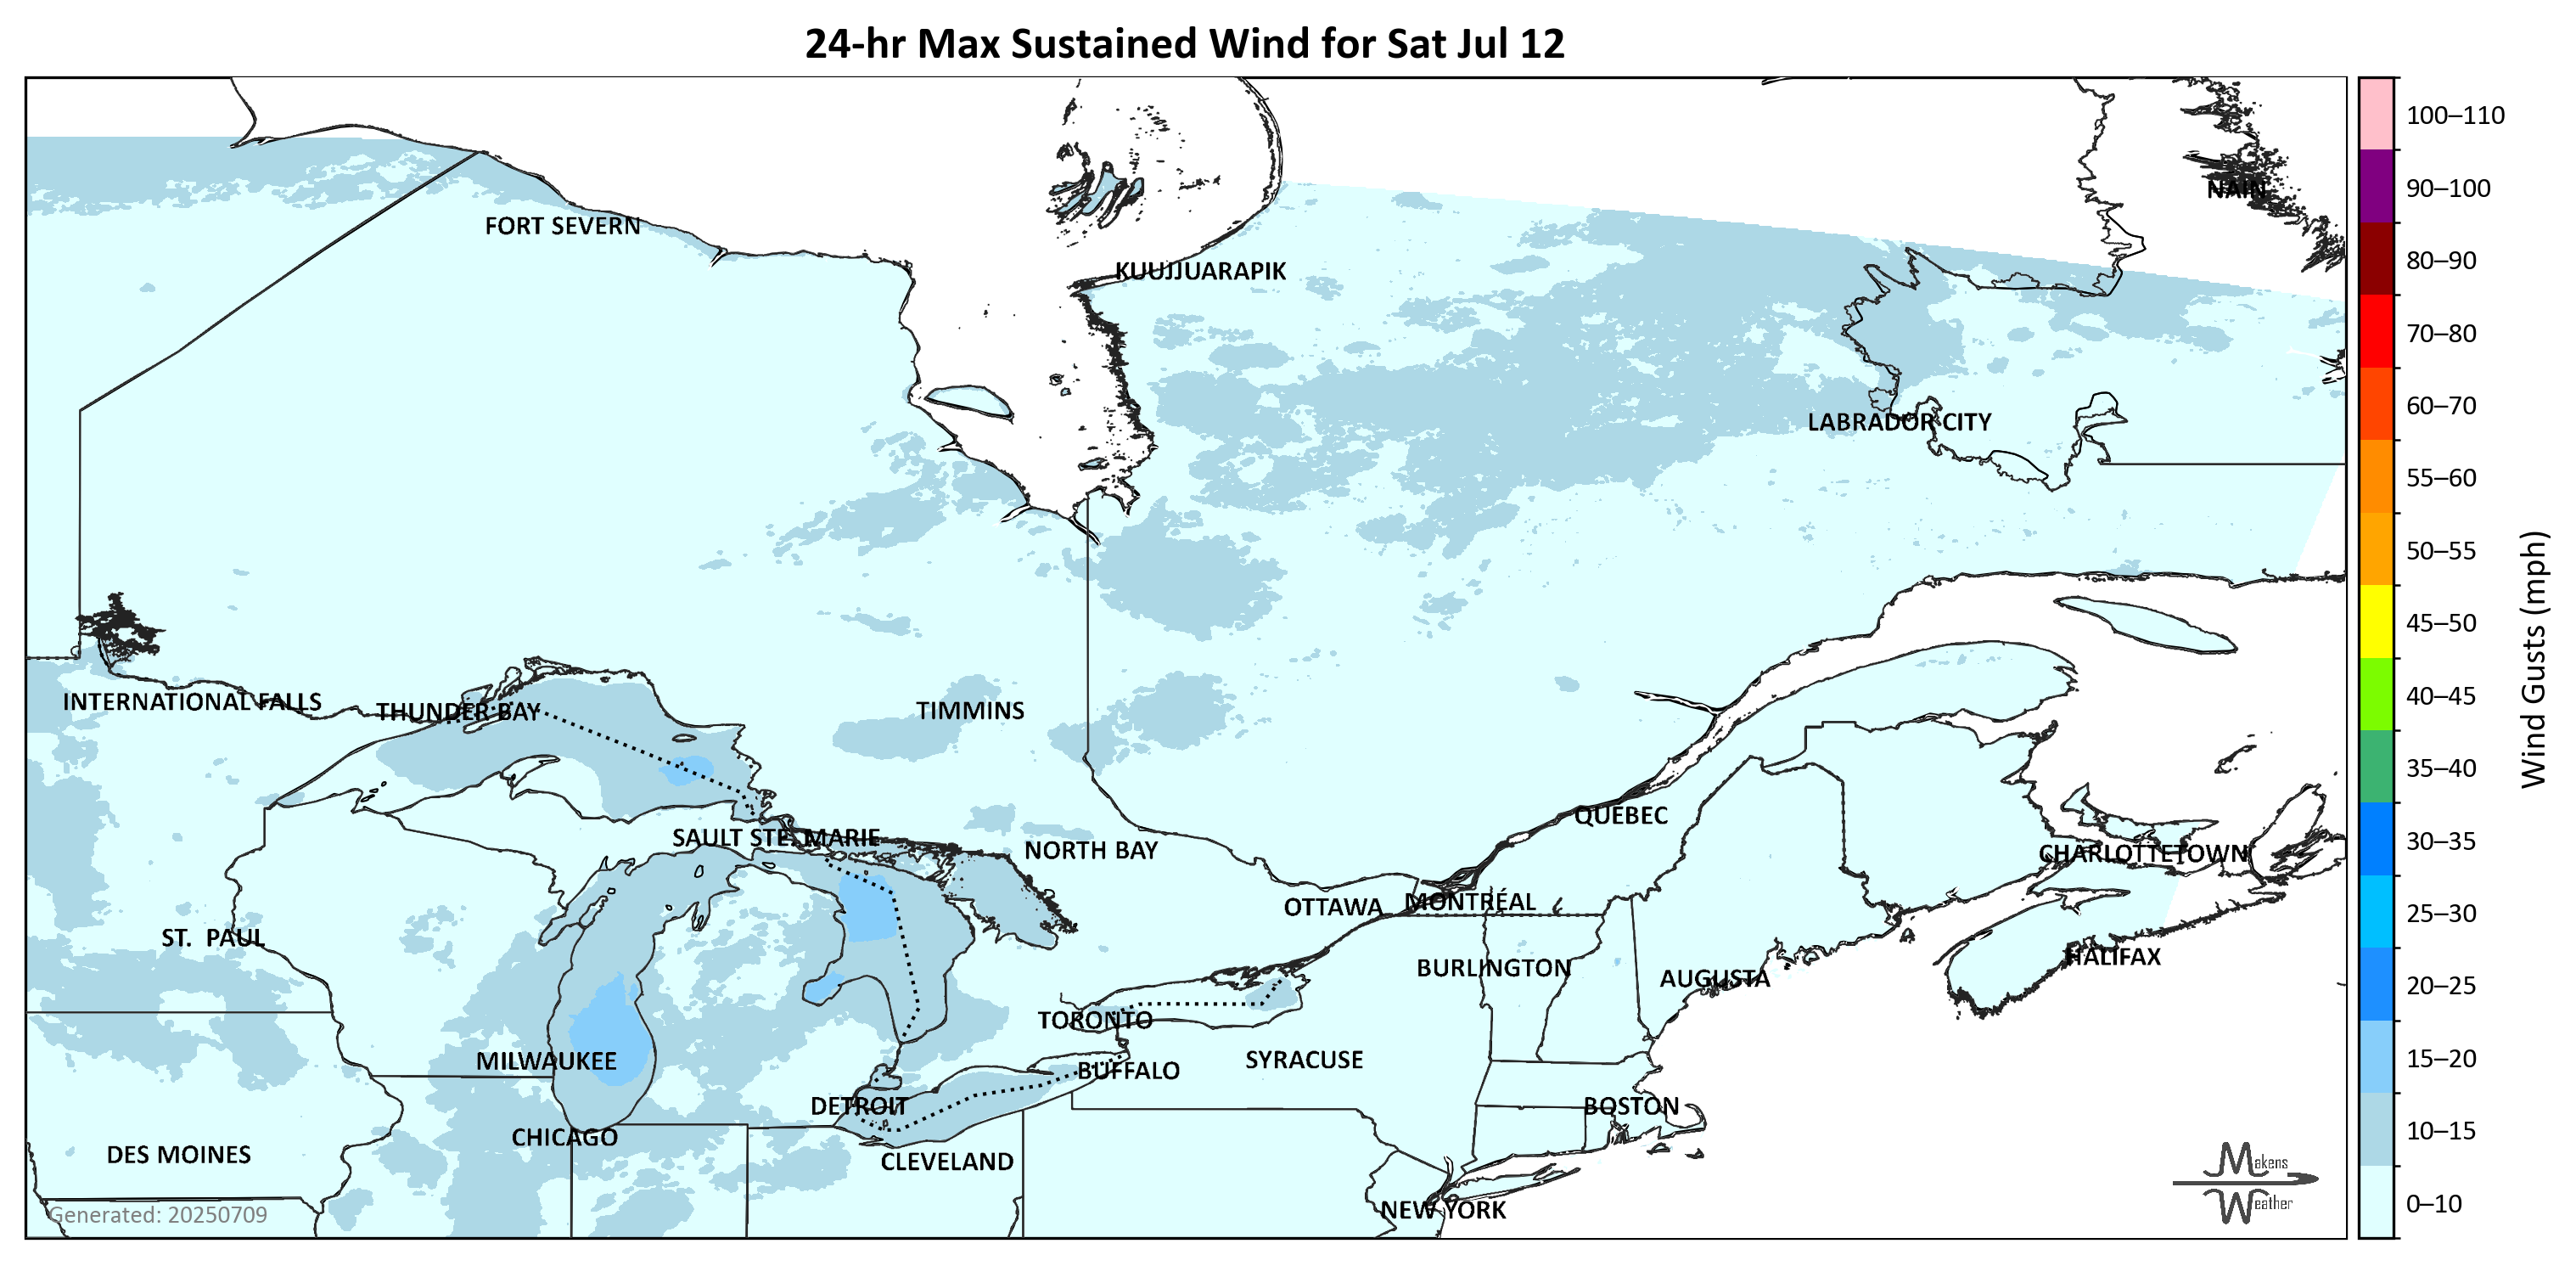 24-hr Max Sustained Wind for Sat Jul 12
100–110
90–100
80–90
70–80
60–70
55–60
50–55
45–50
40–45
35–40
30–35
25–30
20–25
15–20
10–15
0–10
Wind Gusts (mph)
NAIN
FORT SEVERN
KUUJJUARAPIK
LABRADOR CITY
INTERNATIONAL FALLS
THUNDER BAY
TIMMINS
QUEBEC
SAULT STE. MARIE
NORTH BAY
CHARLOTTETOWN
OTTAWA
MONTRÉAL
ST. PAUL
HALIFAX
BURLINGTON
AUGUSTA
TORONTO
MILWAUKEE
SYRACUSE
BUFFALO
DETROIT
BOSTON
CHICAGO
DES MOINES
CLEVELAND
NEW YORK
Generated: 20250709
Makens
Weather